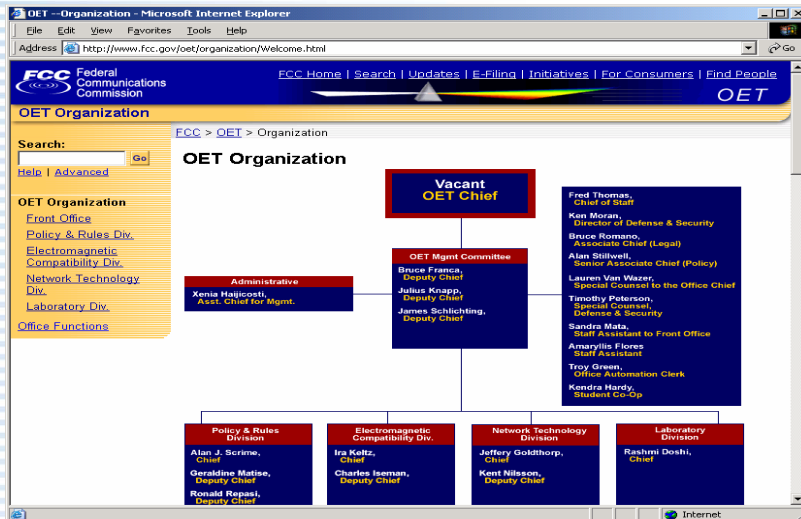 OET --Organization - Microsoft Internet Explorer
File Edit View Favorites Tools Help
Address http://www.fcc.gov/oet/organization/Welcome.html Go
FCC Federal Communications Commission
FCC Home | Search | Updates | E-Filing | Initiatives | For Consumers | Find People
OET
OET Organization
Search:
Go
Help | Advanced
OET Organization
Front Office
Policy & Rules Div.
Electromagnetic
Compatibility Div.
Network Technology
Div.
Laboratory Div.
Office Functions
FCC > OET > Organization
OET Organization
Vacant
OET Chief
OET Mgmt Committee
Bruce Franca,
Deputy Chief
Julius Knapp,
Deputy Chief
James Schlichting,
Deputy Chief
Administrative
Xenia Haijicosti,
Asst. Chief for Mgmt.
Fred Thomas,
Chief of Staff
Ken Moran,
Director of Defense & Security
Bruce Romano,
Associate Chief (Legal)
Alan Stillwell,
Senior Associate Chief (Policy)
Lauren Van Wazer,
Special Counsel to the Office Chief
Timothy Peterson,
Special Counsel,
Defense & Security
Sandra Mata,
Staff Assistant to Front Office
Amaryllis Flores
Staff Assistant
Troy Green,
Office Automation Clerk
Kendra Hardy,
Student Co-Op
Policy & Rules
Division
Alan J. Scrime,
Chief
Geraldine Matise,
Deputy Chief
Ronald Repasi,
Deputy Chief
Electromagnetic
Compatibility Div.
Ira Keltz,
Chief
Charles Iseman,
Deputy Chief
Network Technology
Division
Jeffery Goldthorp,
Chief
Kent Nilsson,
Deputy Chief
Laboratory
Division
Rashmi Doshi,
Chief
Internet